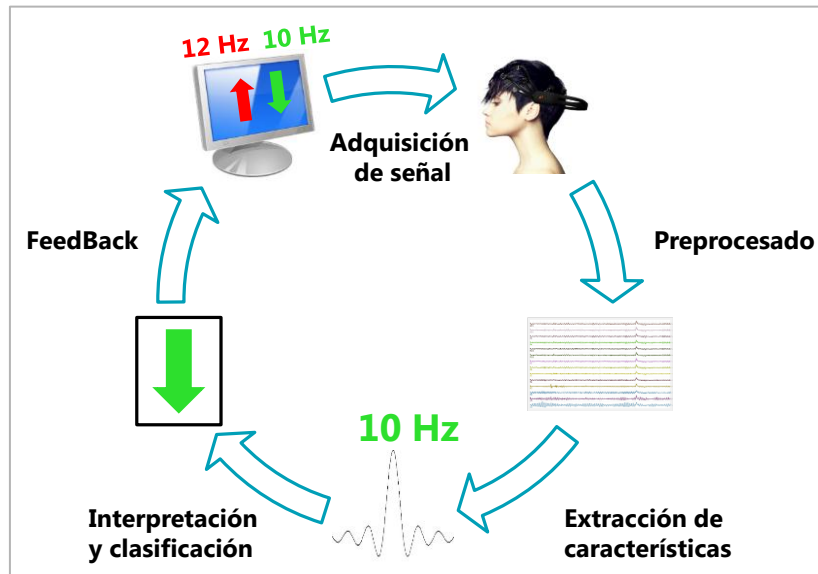 12 Hz 10 Hz
Adquisición
de señal
FeedBack
Preprocesado
10 Hz
Interpretación
y clasificación
Extracción de
características